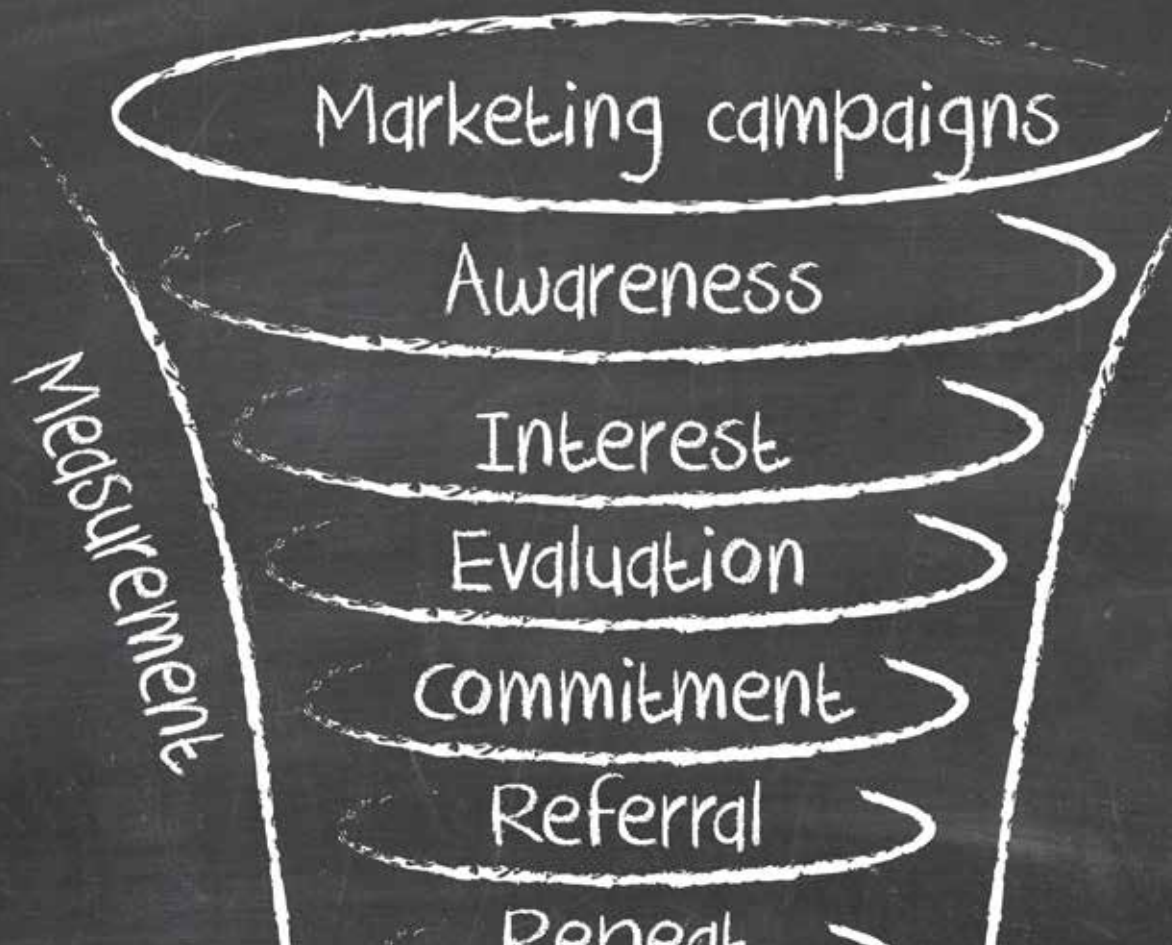 Marketing campaigns
Awareness
Interest
Measurement
Evaluation
Commitment
Referral
Repeat